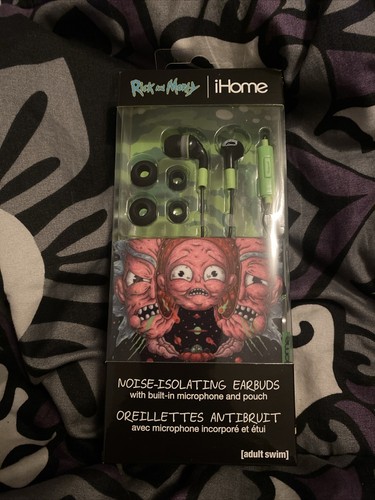 Rick and Morty | iHome
NOISE-ISOLATING EARBUDS
with built-in microphone and pouch
OREILLETTES ANTIBRUIT
avec microphone incorporé et étui
[adult swim]